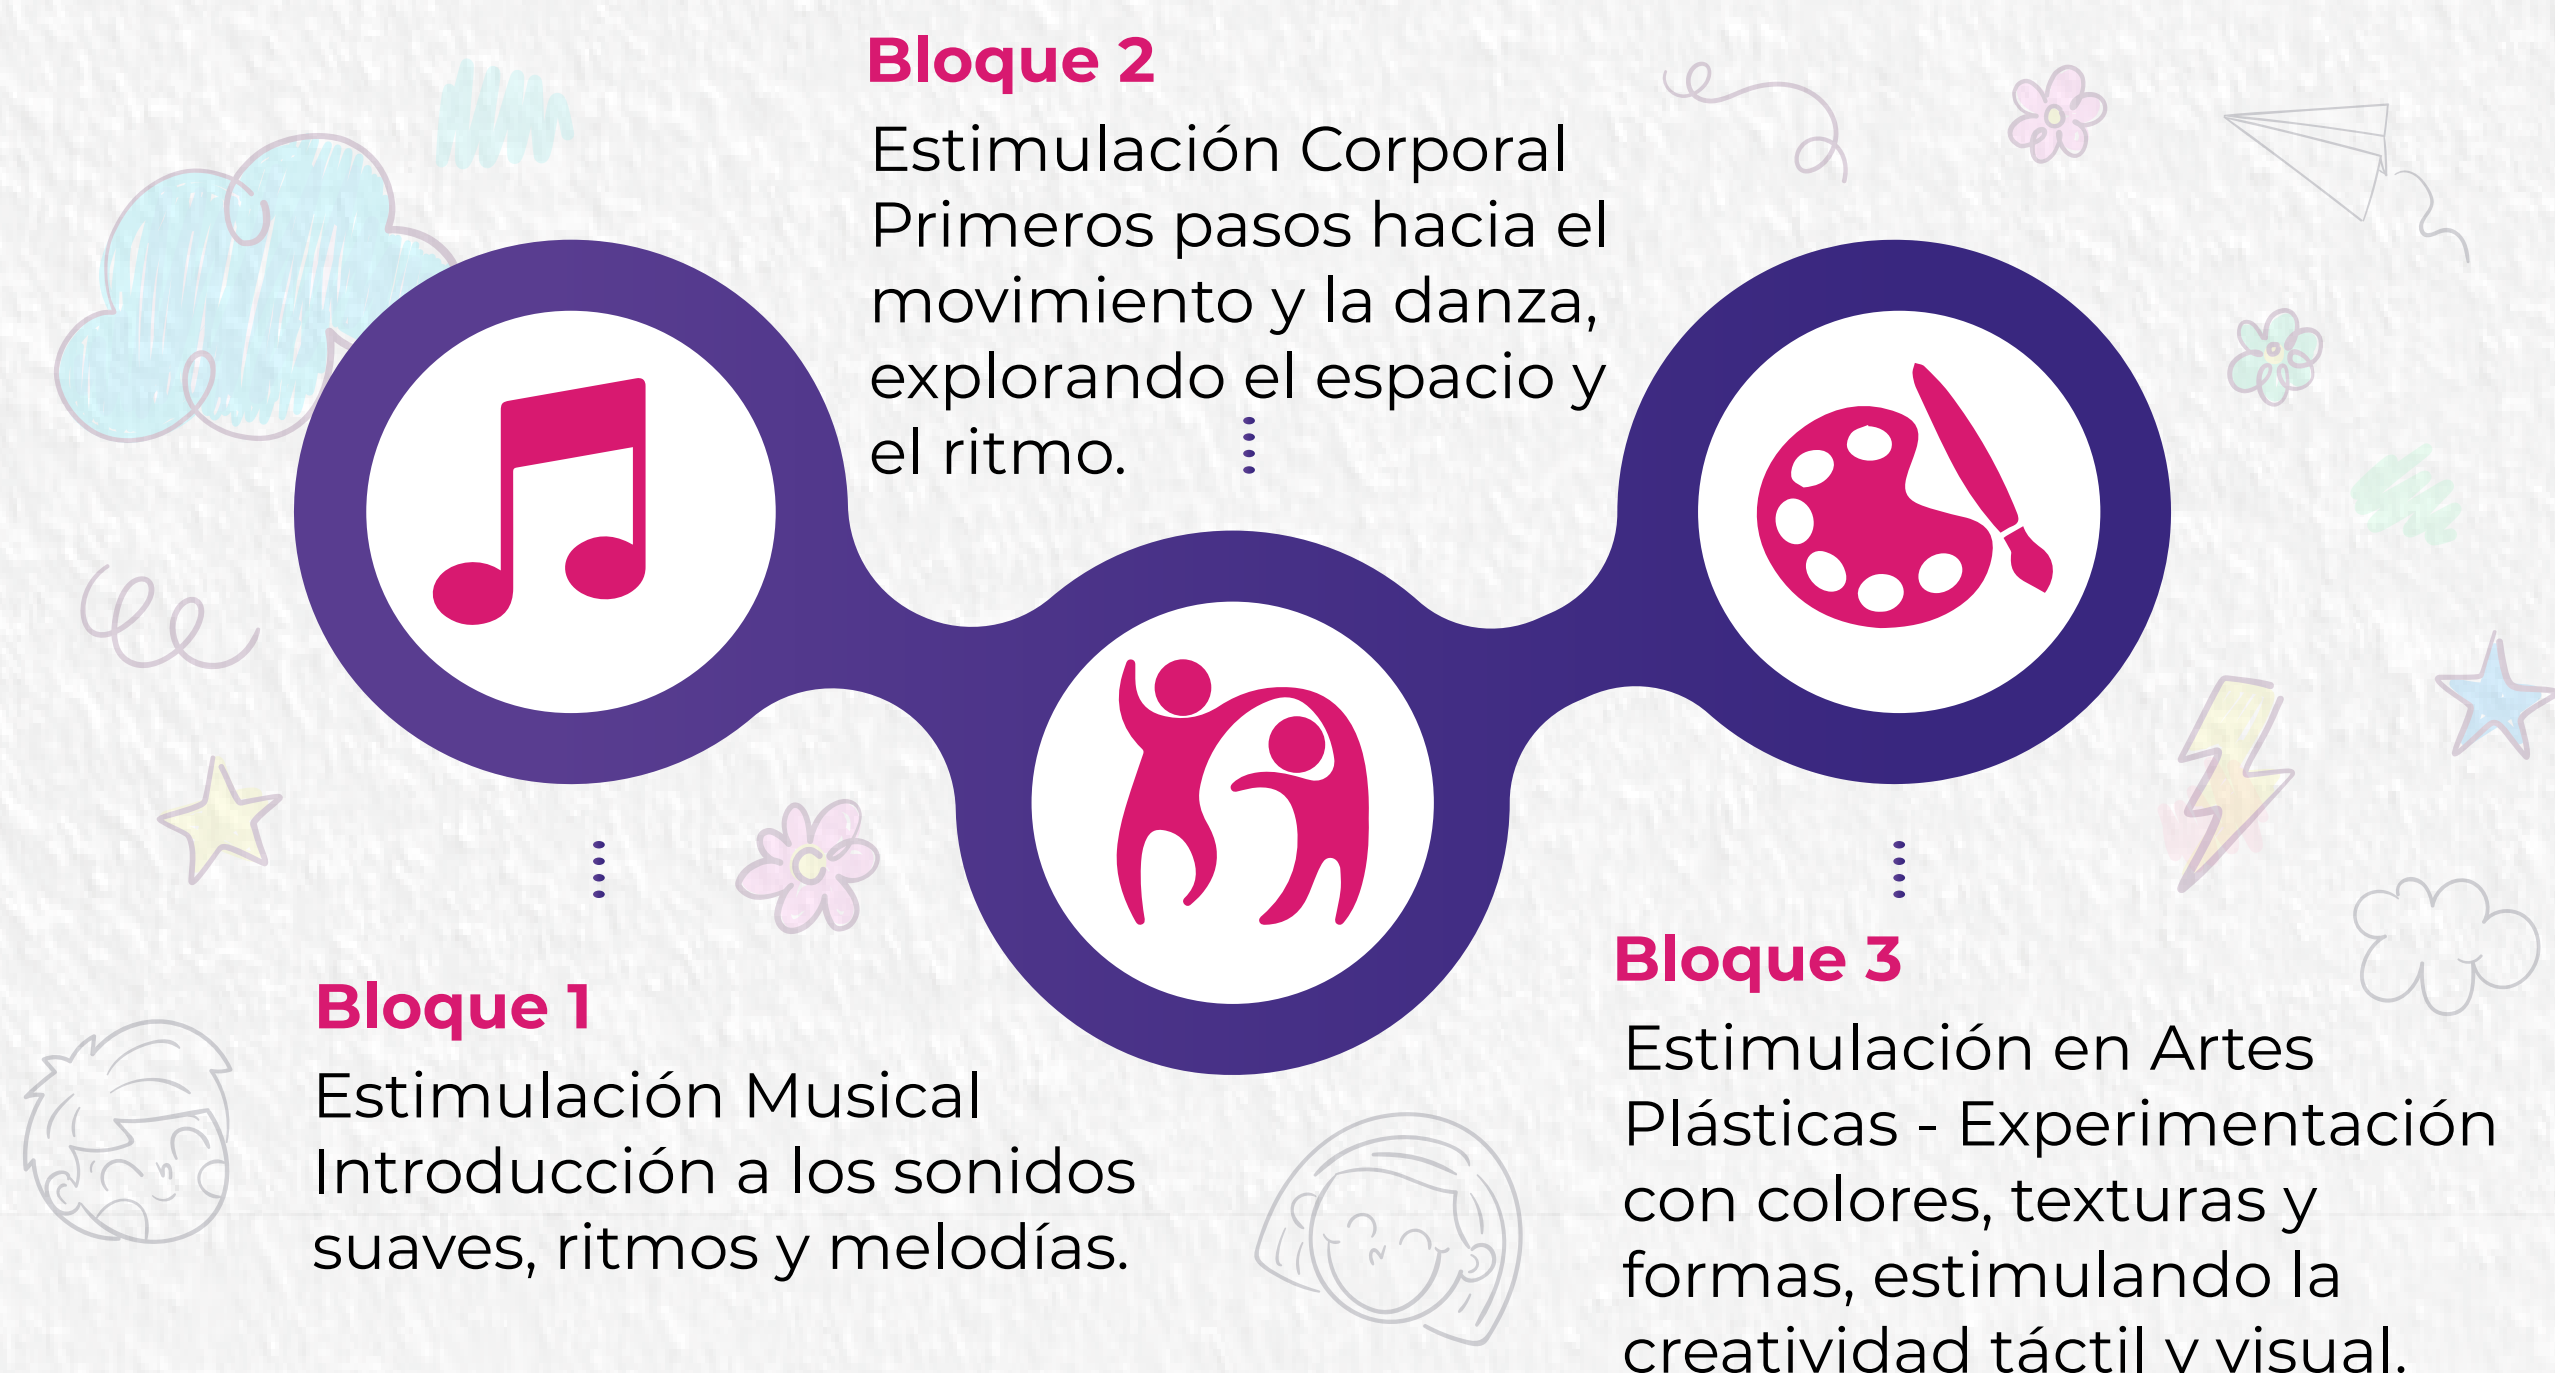 Bloque 1
Estimulación Musical
Introducción a los sonidos
suaves, ritmos y melodías.
Bloque 2
Estimulación Corporal
Primeros pasos hacia el
movimiento y la danza,
explorando el espacio y
el ritmo.
Bloque 3
Estimulación en Artes
Plásticas - Experimentación
con colores, texturas y
formas, estimulando la
creatividad táctil y visual.